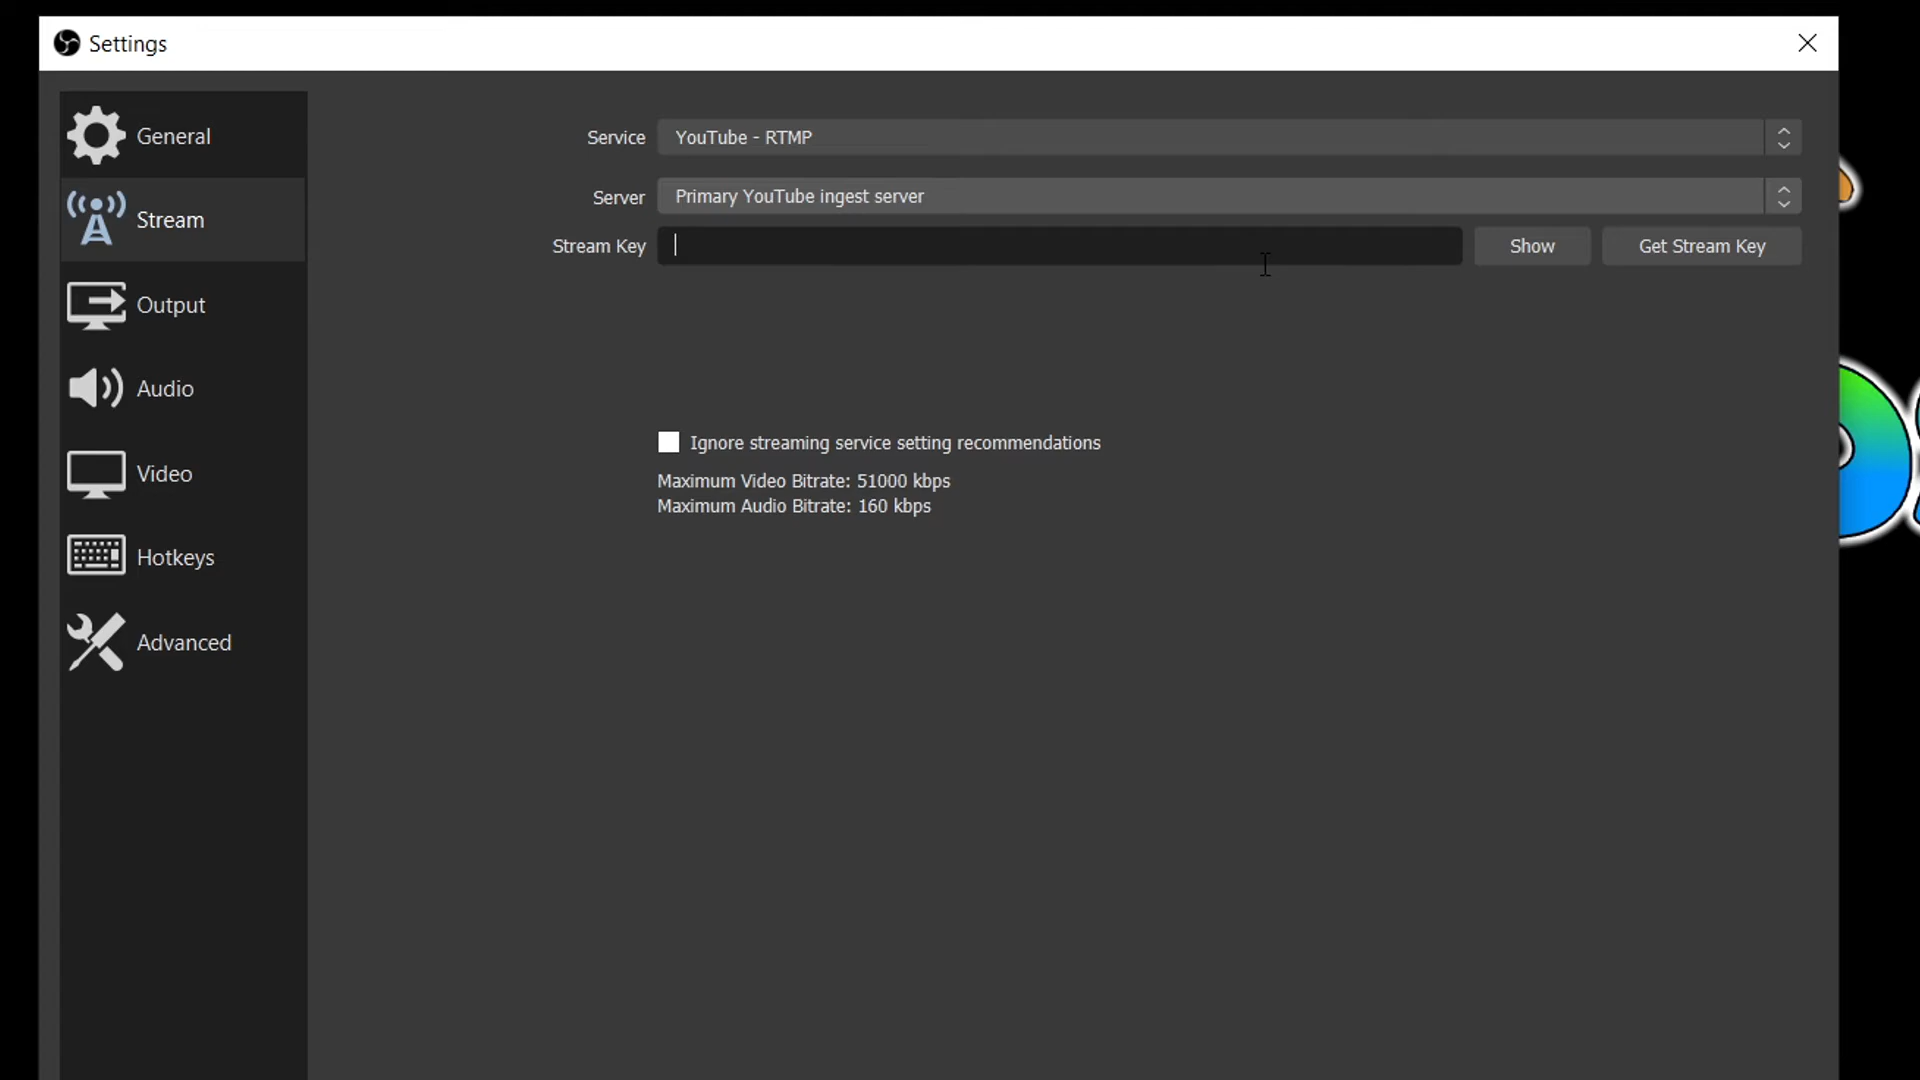 Settings
General
Stream
Output
Audio
Video
Hotkeys
Advanced
Service YouTube - RTMP
Server Primary YouTube ingest server
Stream Key Show Get Stream Key
Ignore streaming service setting recommendations
Maximum Video Bitrate: 51000 kbps
Maximum Audio Bitrate: 160 kbps